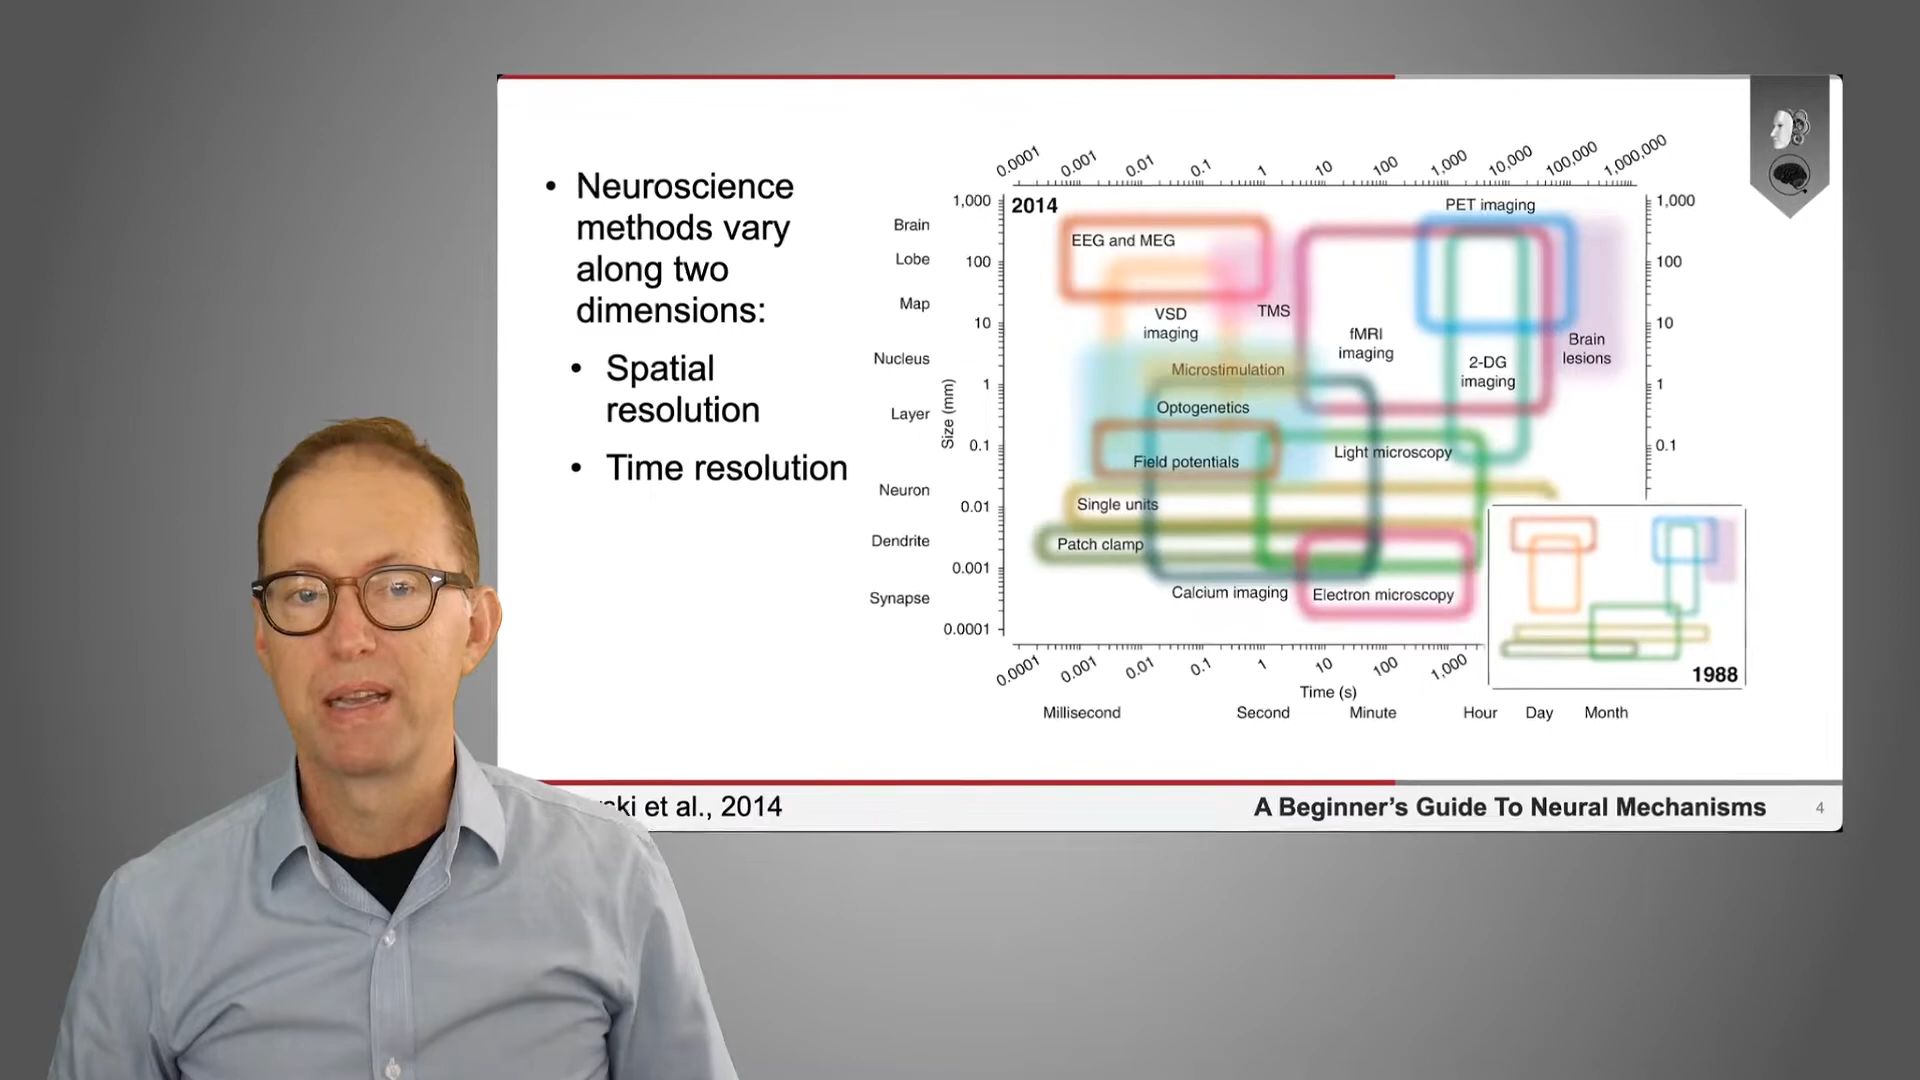 • Neuroscience
methods vary
along two
dimensions:
• Spatial
resolution
• Time resolution
0.0001 0.001 0.01 0.1 1 10 100 1,000 10,000 100,000 1,000,000
2014
1,000
100
10
1
0.1
0.01
0.001
0.0001
Size (mm)
Brain
Lobe
Map
Nucleus
Layer
Neuron
Dendrite
Synapse
1,000
100
10
1
0.1
PET imaging
EEG and MEG
VSD
imaging
TMS
fMRI
imaging
2-DG
imaging
Brain
lesions
Microstimulation
Optogenetics
Light microscopy
Field potentials
Single units
Patch clamp
Calcium imaging
Electron microscopy
1988
0.0001 0.001 0.01 0.1 1 10 100 1,000
Time (s)
Millisecond Second Minute Hour Day Month
et al., 2014
A Beginner's Guide To Neural Mechanisms
4